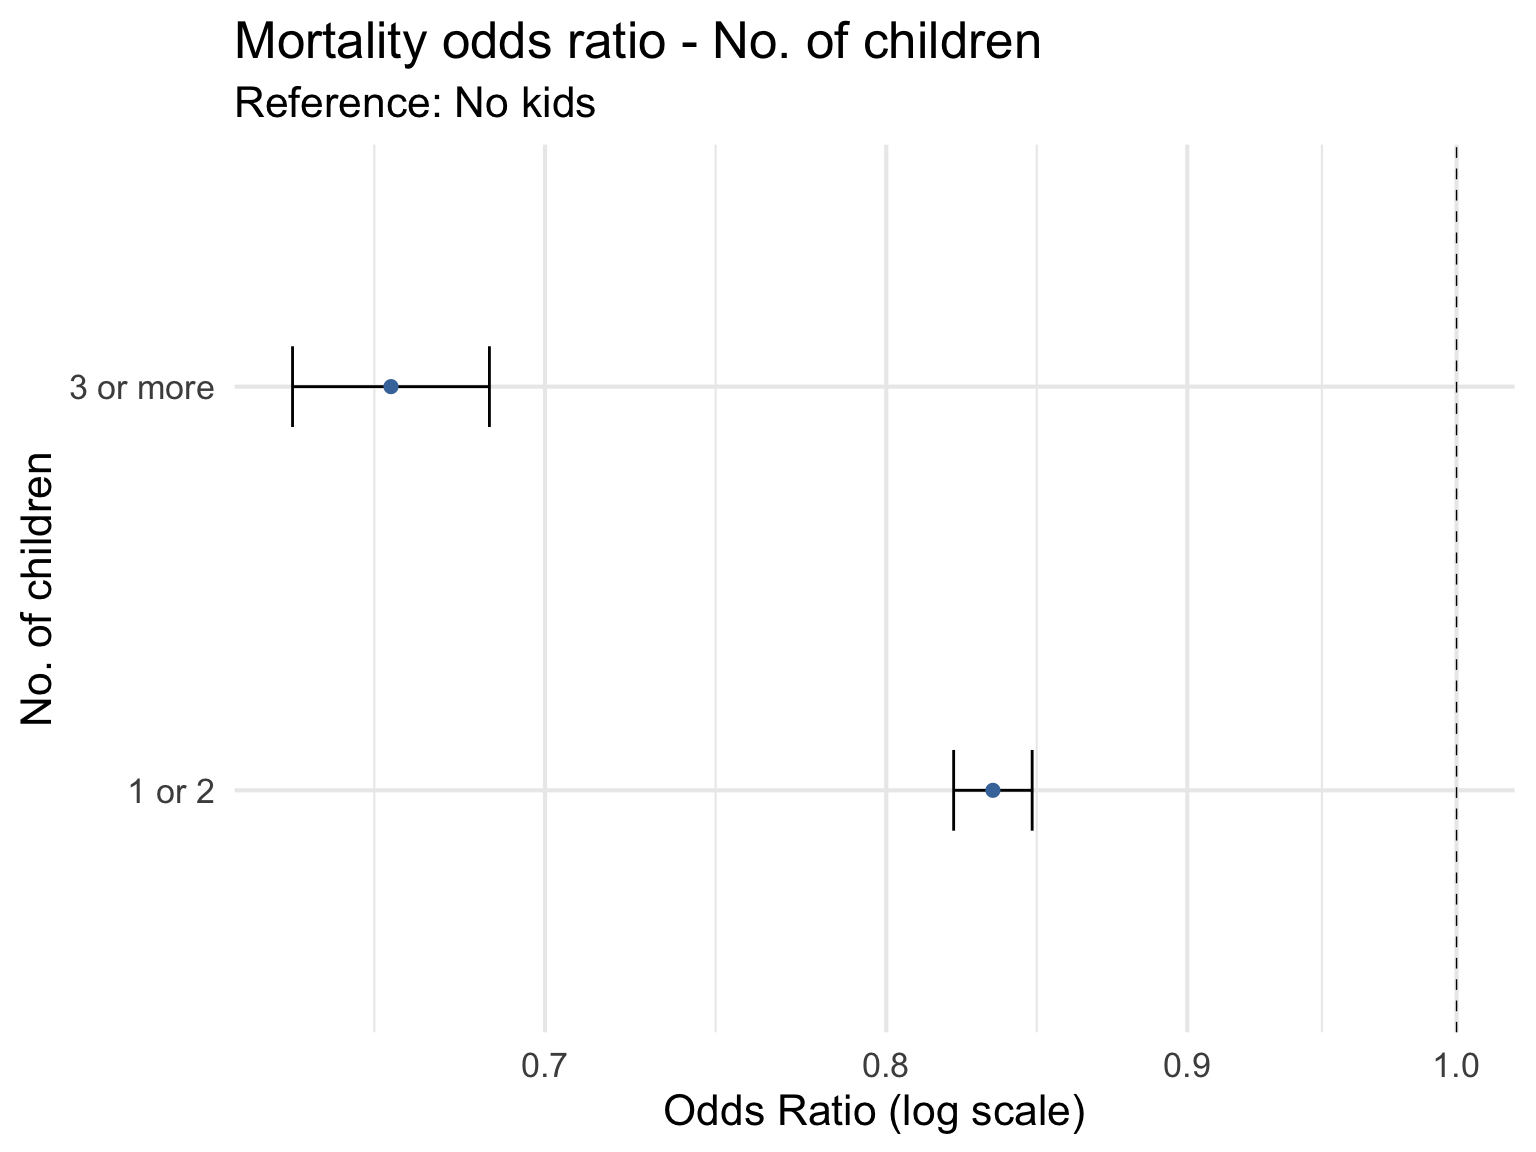 Mortality odds ratio - No. of children
Reference: No kids
No. of children
3 or more
1 or 2
0.7
0.8
0.9
1.0
Odds Ratio (log scale)